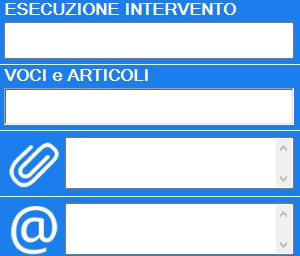 ESECUZIONE INTERVENTO
VOCI e ARTICOLI
@